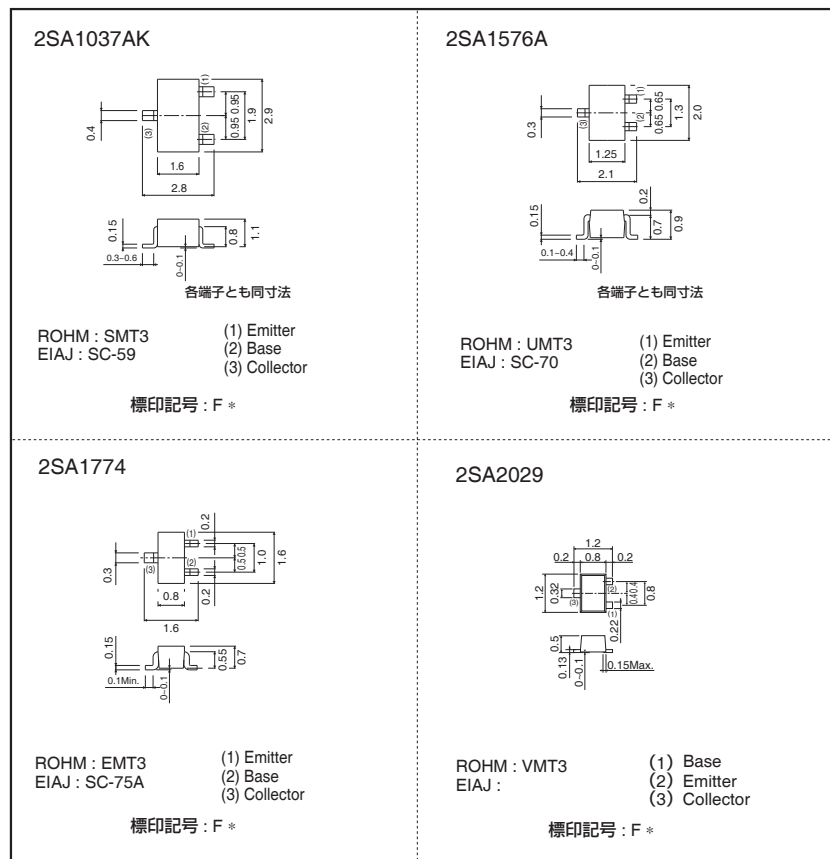 2SA1037AK
(1)
(2)
(3)
0.4
0.95 0.95
1.9
2.9
1.6
2.8
0.15
0.3~0.6
0~0.1
0.8
1.1
各端子とも同寸法
ROHM : SMT3
EIAJ : SC-59
(1) Emitter
(2) Base
(3) Collector
標印記号 : F *
2SA1576A
(1)
(2)
(3)
0.3
0.65 0.65
1.3
2.0
1.25
2.1
0.2
0.15
0.1~0.4
0~0.1
0.7
0.9
各端子とも同寸法
ROHM : UMT3
EIAJ : SC-70
(1) Emitter
(2) Base
(3) Collector
標印記号 : F *
2SA1774
0.2
(1)
(2)
(3)
0.3
0.5 0.5
1.0
1.6
0.8
0.2
1.6
0.15
0.1Min.
0~0.1
0.55
0.7
ROHM : EMT3
EIAJ : SC-75A
(1) Emitter
(2) Base
(3) Collector
標印記号 : F *
2SA2029
1.2
0.2 0.8 0.2
1.2
0.32
(3)
(2)
(1)
0.4 0.4
0.8
0.22
0.5
0.13
0~0.1
0.15Max.
ROHM : VMT3
EIAJ :
(1) Base
(2) Emitter
(3) Collector
標印記号 : F *